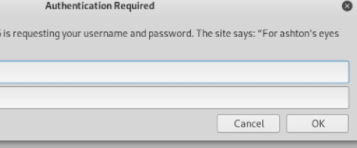 Authentication Required
is requesting your username and password. The site says: “For ashton's eyes
Cancel
OK